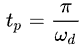 t_p = π / ω_d